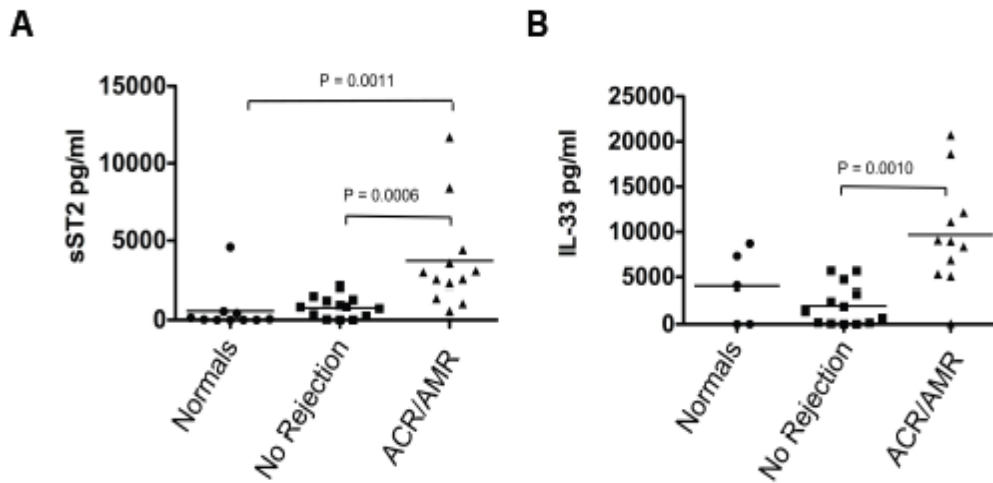 A
P = 0.0011
P = 0.0006
sST2 pg/ml
15000
10000
5000
0
Normals
No Rejection
ACR/AMR
B
P = 0.0010
IL-33 pg/ml
25000
20000
15000
10000
5000
0
Normals
No Rejection
ACR/AMR